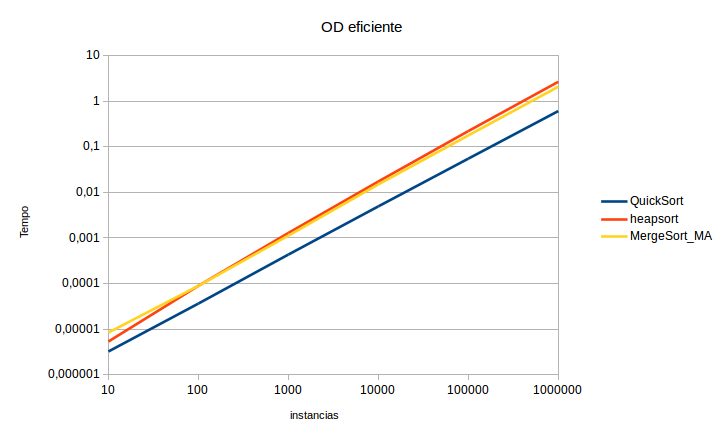 OD eficiente
10
1
0,1
0,01
0,001
0,0001
0,00001
0,000001
Tempo
10 100 1000 10000 100000 1000000
instancias
QuickSort
heapsort
MergeSort_MA